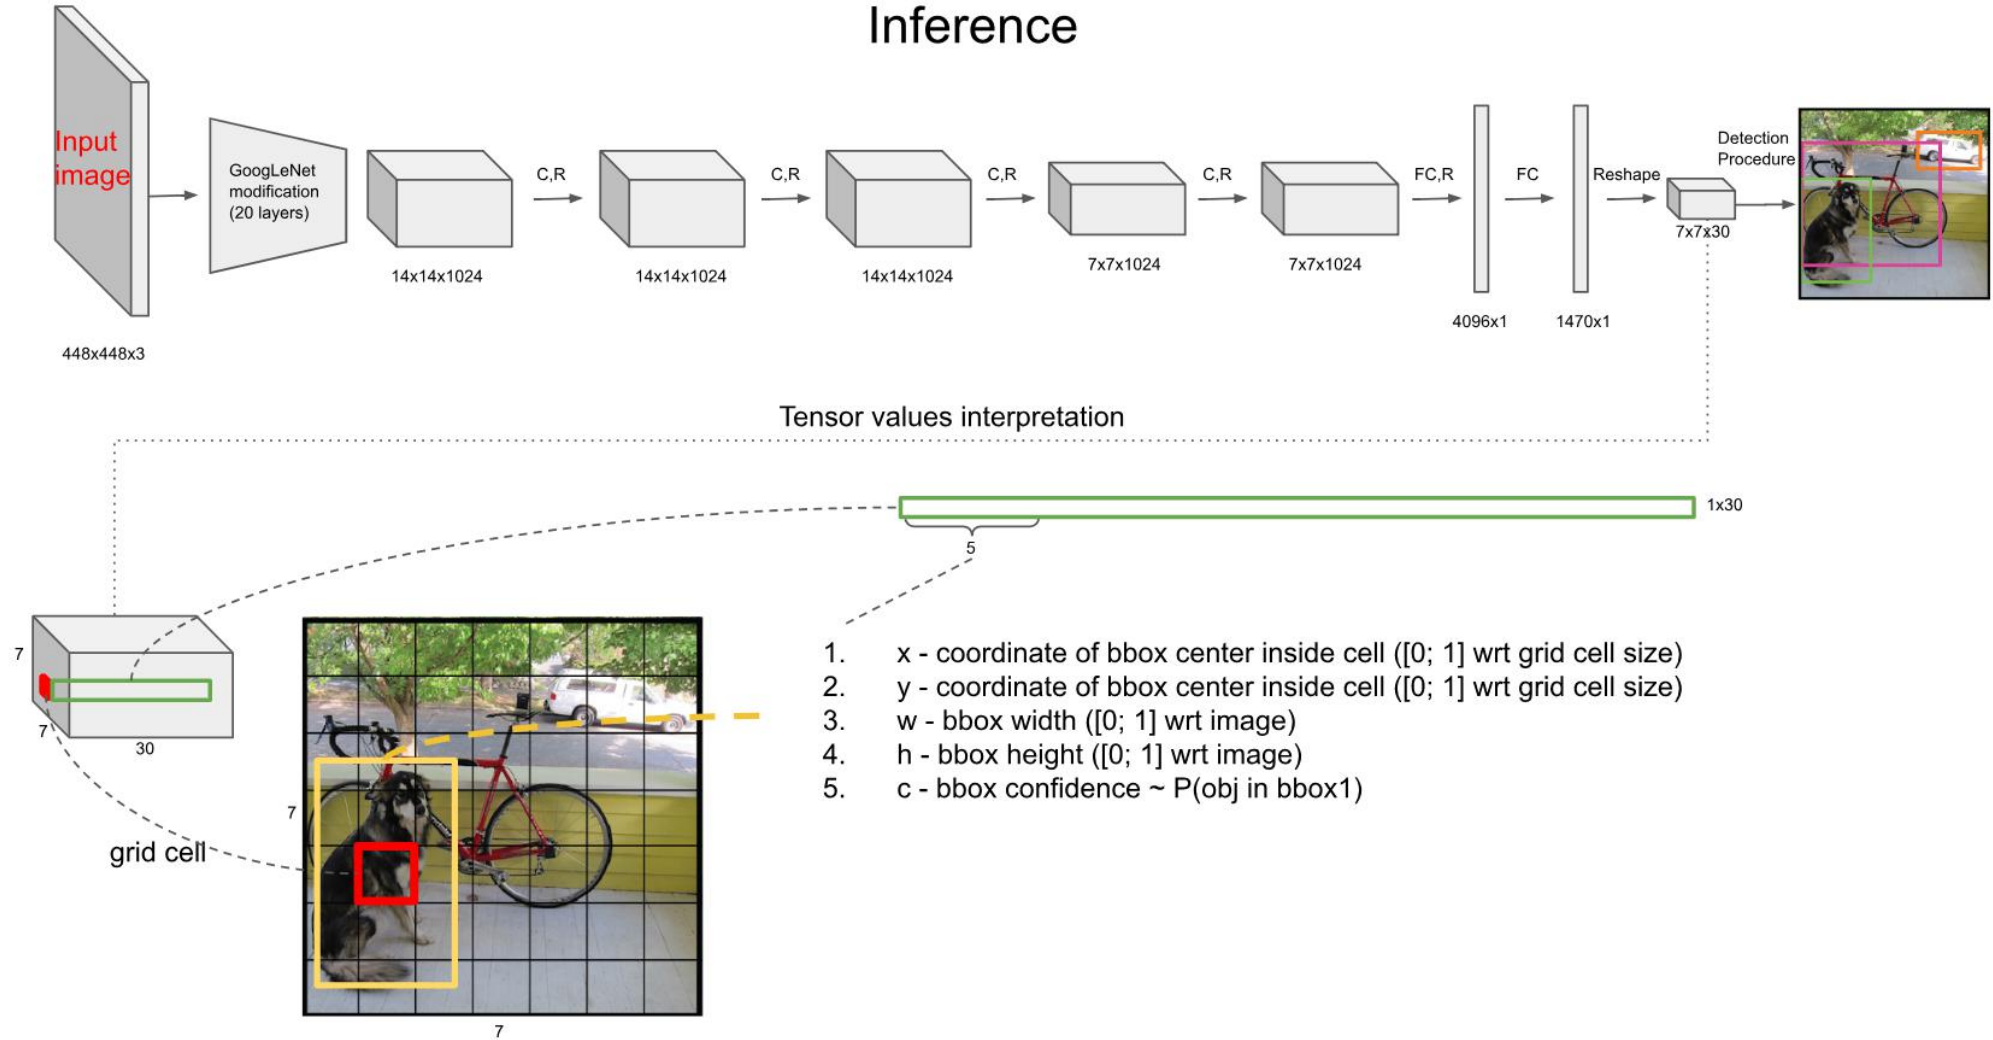 Inference
Input
image
GoogLeNet
modification
(20 layers)
C,R
C,R
C,R
C,R
FC,R
FC
Reshape
Detection
Procedure
448x448x3
14x14x1024
14x14x1024
14x14x1024
7x7x1024
7x7x1024
4096x1
1470x1
7x7x30
Tensor values interpretation
1x30
5
7
7
30
grid cell
7
7
1. x - coordinate of bbox center inside cell ([0; 1] wrt grid cell size)
2. y - coordinate of bbox center inside cell ([0; 1] wrt grid cell size)
3. w - bbox width ([0; 1] wrt image)
4. h - bbox height ([0; 1] wrt image)
5. c - bbox confidence ~ P(obj in bbox1)